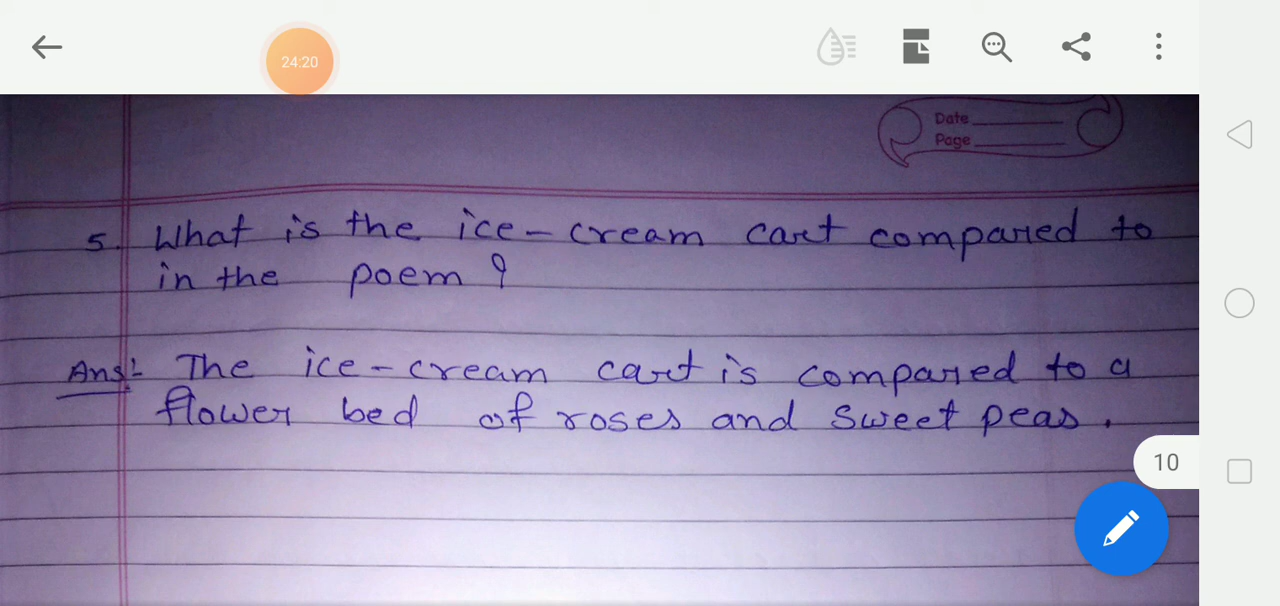 24:20
Date
Page
5. What is the ice-cream cart compared to
in the poem ?
Ans:- The ice-cream cart is compared to a
flower bed of roses and sweet peas.
10